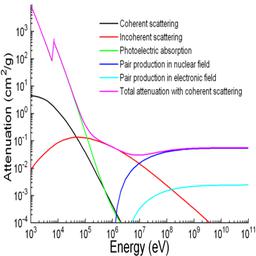 Coherent scattering
Incoherent scattering
Photoelectric absorption
Pair production in nuclear field
Pair production in electronic field
Total attenuation with coherent scattering
Attenuation (cm²/g)
10³
10²
10¹
10⁰
10⁻¹
10⁻²
10⁻³
10⁻⁴
10³ 10⁴ 10⁵ 10⁶ 10⁷ 10⁸ 10⁹ 10¹⁰ 10¹¹
Energy (eV)